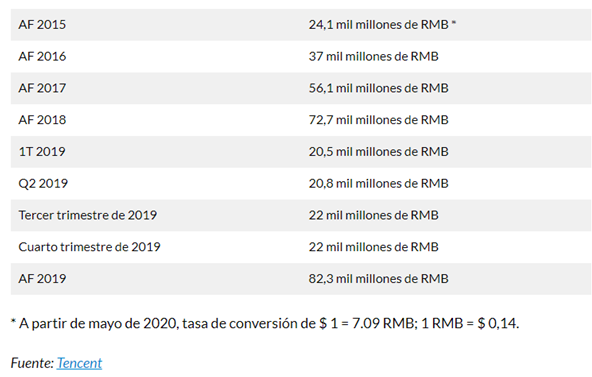 AF 2015 24,1 mil millones de RMB *
AF 2016 37 mil millones de RMB
AF 2017 56,1 mil millones de RMB
AF 2018 72,7 mil millones de RMB
1T 2019 20,5 mil millones de RMB
Q2 2019 20,8 mil millones de RMB
Tercer trimestre de 2019 22 mil millones de RMB
Cuarto trimestre de 2019 22 mil millones de RMB
AF 2019 82,3 mil millones de RMB
* A partir de mayo de 2020, tasa de conversión de $ 1 = 7.09 RMB; 1 RMB = $ 0,14.
Fuente: Tencent